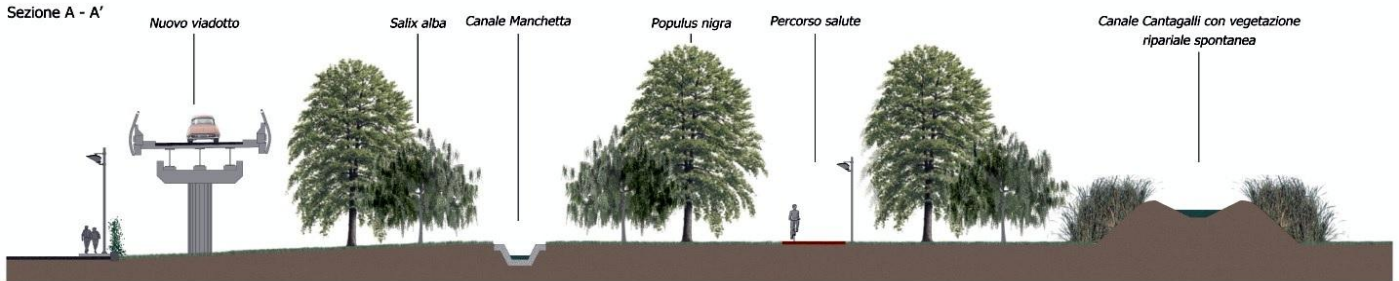 Sezione A - A'
Nuovo viadotto
Salix alba
Canale Manchetta
Populus nigra
Percorso salute
Canale Cantagalli con vegetazione
ripariale spontanea